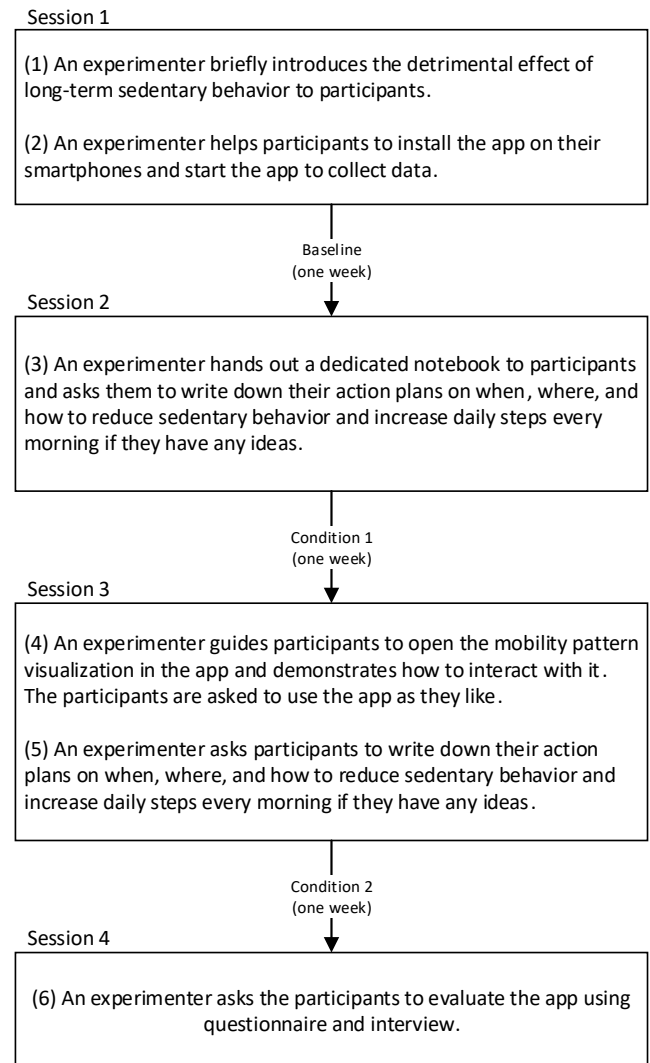 Session 1
(1) An experimenter briefly introduces the detrimental effect of
long-term sedentary behavior to participants.
(2) An experimenter helps participants to install the app on their
smartphones and start the app to collect data.
Baseline
(one week)
Session 2
(3) An experimenter hands out a dedicated notebook to participants
and asks them to write down their action plans on when, where, and
how to reduce sedentary behavior and increase daily steps every
morning if they have any ideas.
Condition 1
(one week)
Session 3
(4) An experimenter guides participants to open the mobility pattern
visualization in the app and demonstrates how to interact with it.
The participants are asked to use the app as they like.
(5) An experimenter asks participants to write down their action
plans on when, where, and how to reduce sedentary behavior and
increase daily steps every morning if they have any ideas.
Condition 2
(one week)
Session 4
(6) An experimenter asks the participants to evaluate the app using
questionnaire and interview.